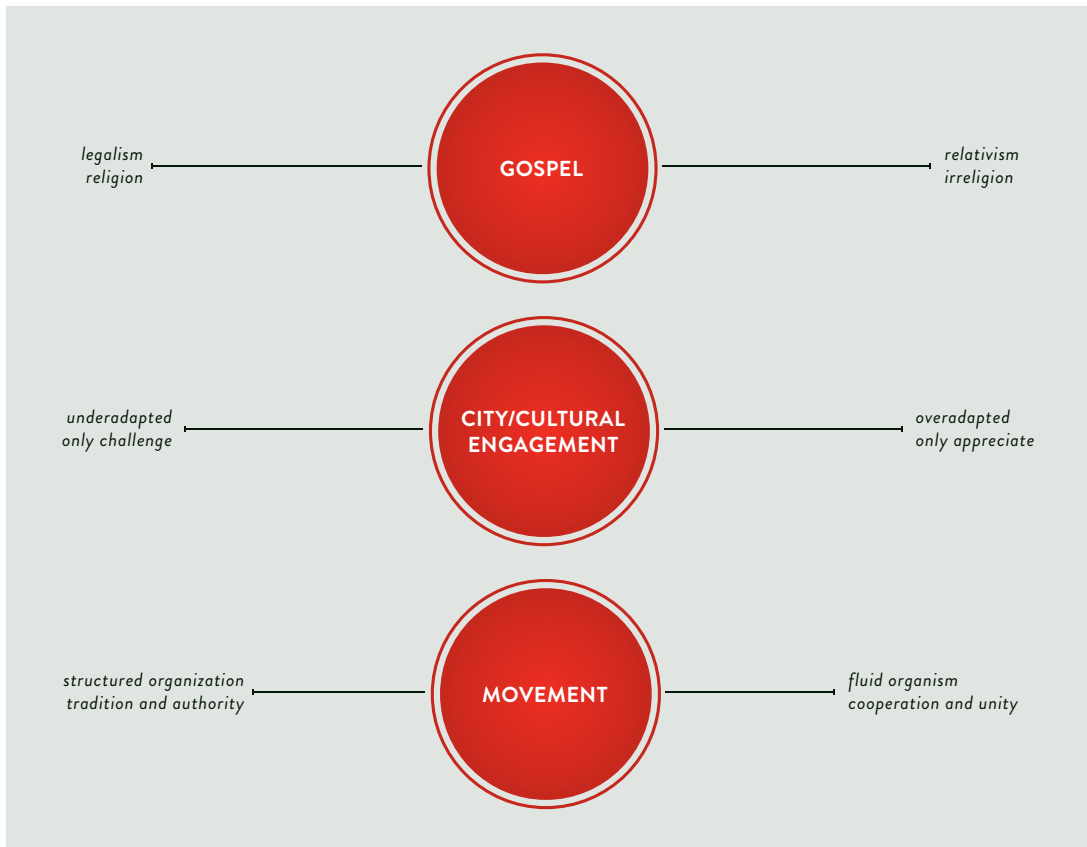 legalism
religion
GOSPEL
relativism
irreligion
underadapted
only challenge
CITY/CULTURAL
ENGAGEMENT
overadapted
only appreciate
structured organization
tradition and authority
MOVEMENT
fluid organism
cooperation and unity